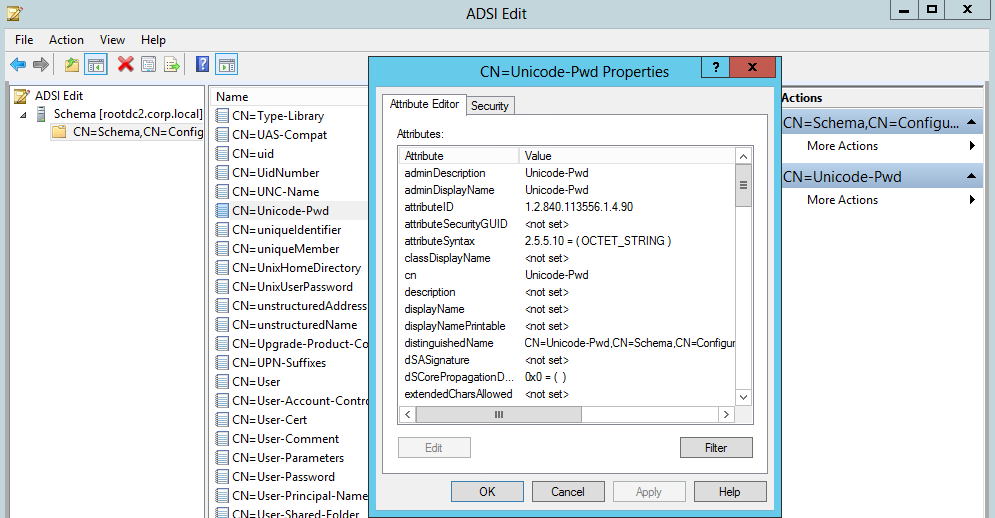 ADSI Edit
File Action View Help
ADSI Edit
Schema [rootdc2.corp.local]
CN=Schema,CN=Config
Name
CN=Type-Library
CN=UAS-Compat
CN=uid
CN=UidNumber
CN=UNC-Name
CN=Unicode-Pwd
CN=uniqueIdentifier
CN=uniqueMember
CN=UnixHomeDirectory
CN=UnixUserPassword
CN=unstructuredAddress
CN=unstructuredName
CN=Upgrade-Product-Co
CN=UPN-Suffixes
CN=User
CN=User-Account-Contro
CN=User-Cert
CN=User-Comment
CN=User-Parameters
CN=User-Password
CN=User-Principal-Name
CN=User-Shared-Folder
CN=Unicode-Pwd Properties
?
Attribute Editor Security
Attributes:
Attribute Value
adminDescription Unicode-Pwd
adminDisplayName Unicode-Pwd
attributeID 1.2.840.113556.1.4.90
attributeSecurityGUID <not set>
attributeSyntax 2.5.5.10 = ( OCTET_STRING )
classDisplayName <not set>
cn Unicode-Pwd
description <not set>
displayName <not set>
displayNamePrintable <not set>
distinguishedName CN=Unicode-Pwd,CN=Schema,CN=Configur
dSASignature <not set>
dSCorePropagationD... 0x0 = ( )
extendedCharsAllowed <not set>
Edit Filter
OK Cancel Apply Help
Actions
CN=Schema,CN=Configu...
More Actions
CN=Unicode-Pwd
More Actions